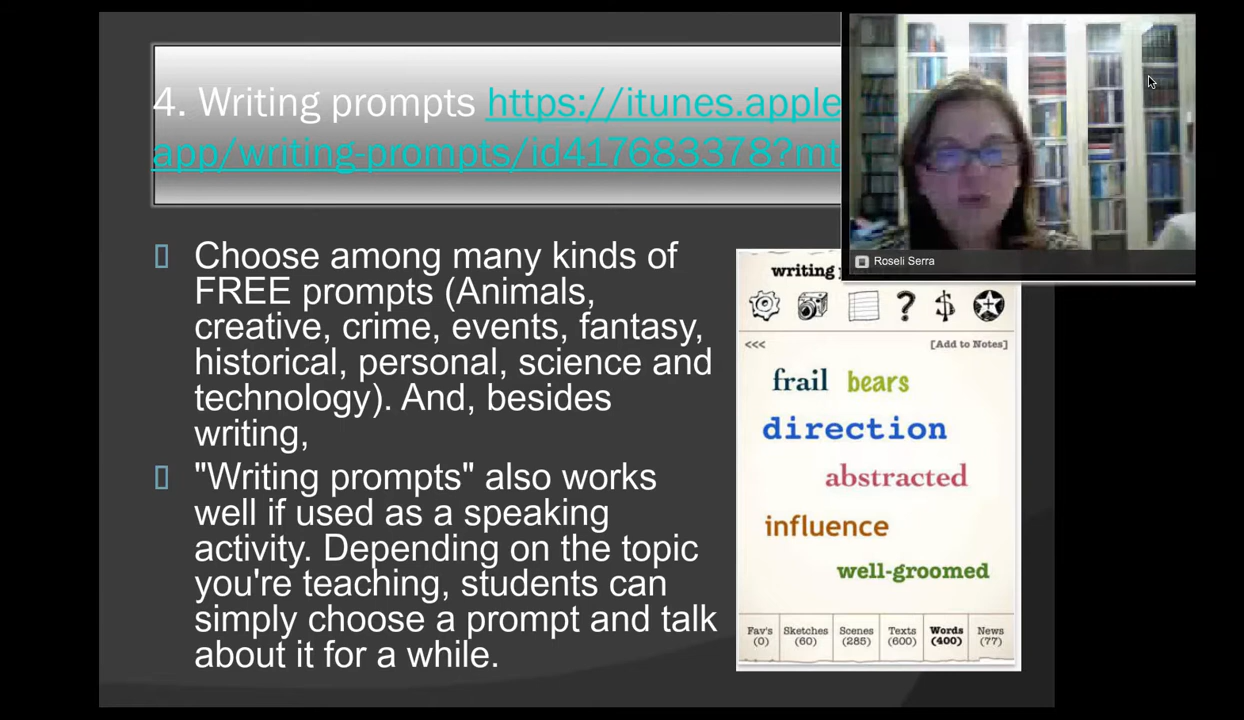 4. Writing prompts https://itunes.apple
app/writing-prompts/id417683378?mt
Choose among many kinds of
FREE prompts (Animals,
creative, crime, events, fantasy,
historical, personal, science and
technology). And, besides
writing,
"Writing prompts" also works
well if used as a speaking
activity. Depending on the topic
you're teaching, students can
simply choose a prompt and talk
about it for a while.
Roseli Serra
writing
<<< [Add to Notes]
frail bears
direction
abstracted
influence
well-groomed
Fav's Sketches Scenes Texts Words News
(0) (60) (285) (600) (400) (77)